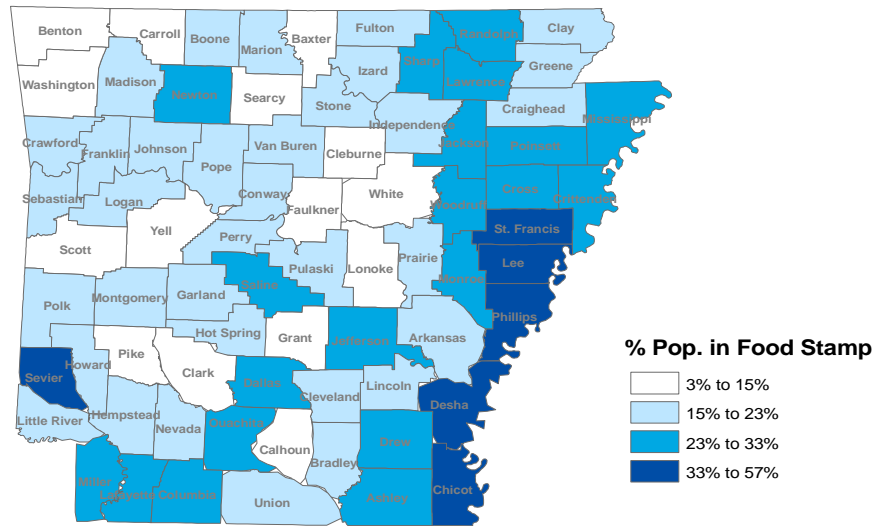 Benton
Carroll
Boone
Marion
Baxter
Fulton
Randolph
Clay
Washington
Madison
Newton
Searcy
Stone
Izard
Sharp
Lawrence
Greene
Craighead
Mississippi
Crawford
Franklin
Johnson
Pope
Van Buren
Cleburne
Independence
Jackson
Poinsett
Sebastian
Logan
Conway
Faulkner
White
Woodruff
Cross
Crittenden
Scott
Yell
Perry
Pulaski
Lonoke
Prairie
Monroe
St. Francis
Lee
Phillips
Polk
Montgomery
Garland
Saline
Hot Spring
Grant
Jefferson
Arkansas
Sevier
Howard
Pike
Clark
Dallas
Cleveland
Lincoln
Desha
Little River
Hempstead
Nevada
Ouachita
Calhoun
Bradley
Drew
Chicot
Miller
Lafayette
Columbia
Union
Ashley
% Pop. in Food Stamp
3% to 15%
15% to 23%
23% to 33%
33% to 57%